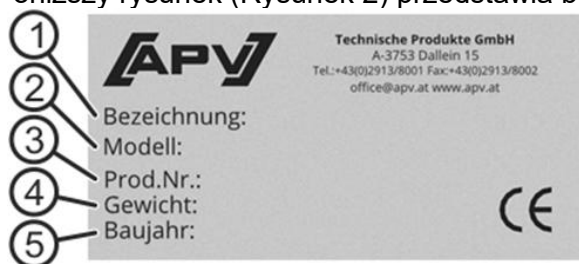 rysunek (Rysunek 2) przedstawia
APV
Technische Produkte GmbH
A-3753 Dallein 15
Tel.:+43(0)2913/8001 Fax:+43(0)2913/8002
office@apv.at www.apv.at
1
Bezeichnung:
2
Modell:
3
Prod.Nr.:
4
Gewicht:
5
Baujahr:
CE